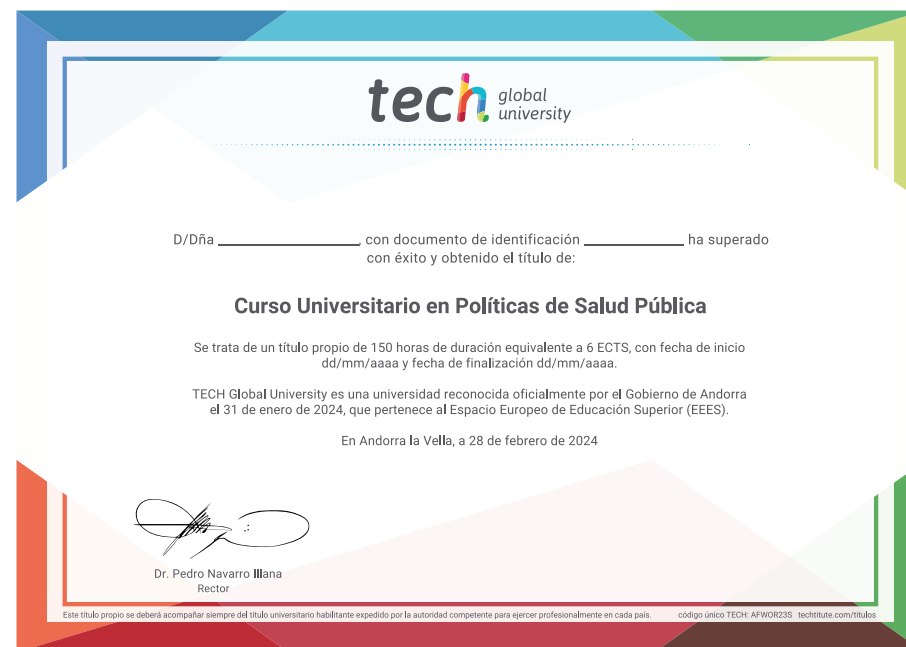 tech global university
D/Dña ____________, con documento de identificación ____________ ha superado
con éxito y obtenido el título de:
Curso Universitario en Políticas de Salud Pública
Se trata de un título propio de 150 horas de duración equivalente a 6 ECTS, con fecha de inicio
dd/mm/aaaa y fecha de finalización dd/mm/aaaa.
TECH Global University es una universidad reconocida oficialmente por el Gobierno de Andorra
el 31 de enero de 2024, que pertenece al Espacio Europeo de Educación Superior (EEES).
En Andorra la Vella, a 28 de febrero de 2024
Dr. Pedro Navarro Illana
Rector
Este título propio se deberá acompañar siempre del título universitario habilitante expedido por la autoridad competente para ejercer profesionalmente en cada país. código único TECH: AFWOR23S techtitute.com/titulos